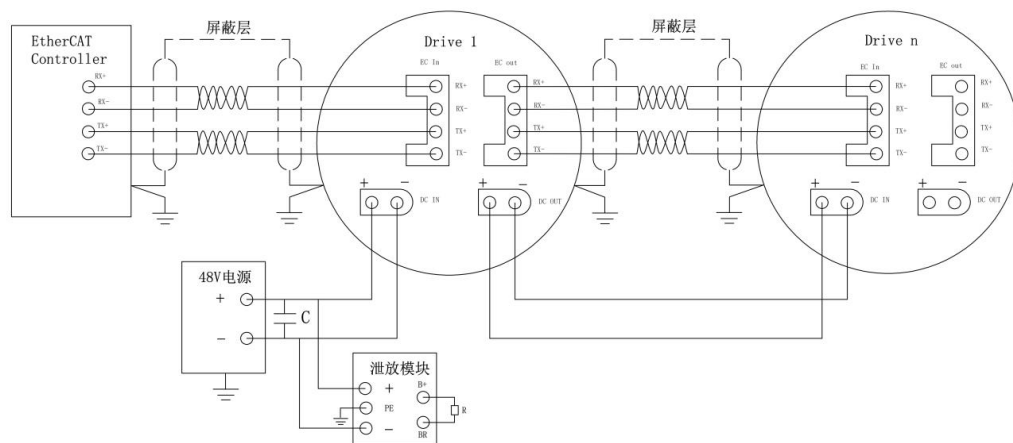 屏蔽层
屏蔽层
EtherCAT
Controller
RX+
RX-
TX+
TX-
Drive 1
EC In
EC out
RX+
RX-
TX+
TX-
RX+
RX-
TX+
TX-
+
-
DC IN
+
-
DC OUT
Drive n
EC In
EC out
RX+
RX-
TX+
TX-
RX+
RX-
TX+
TX-
+
-
DC IN
+
-
DC OUT
48V电源
+
-
C
泄放模块
+
PE
-
B+
BR
R